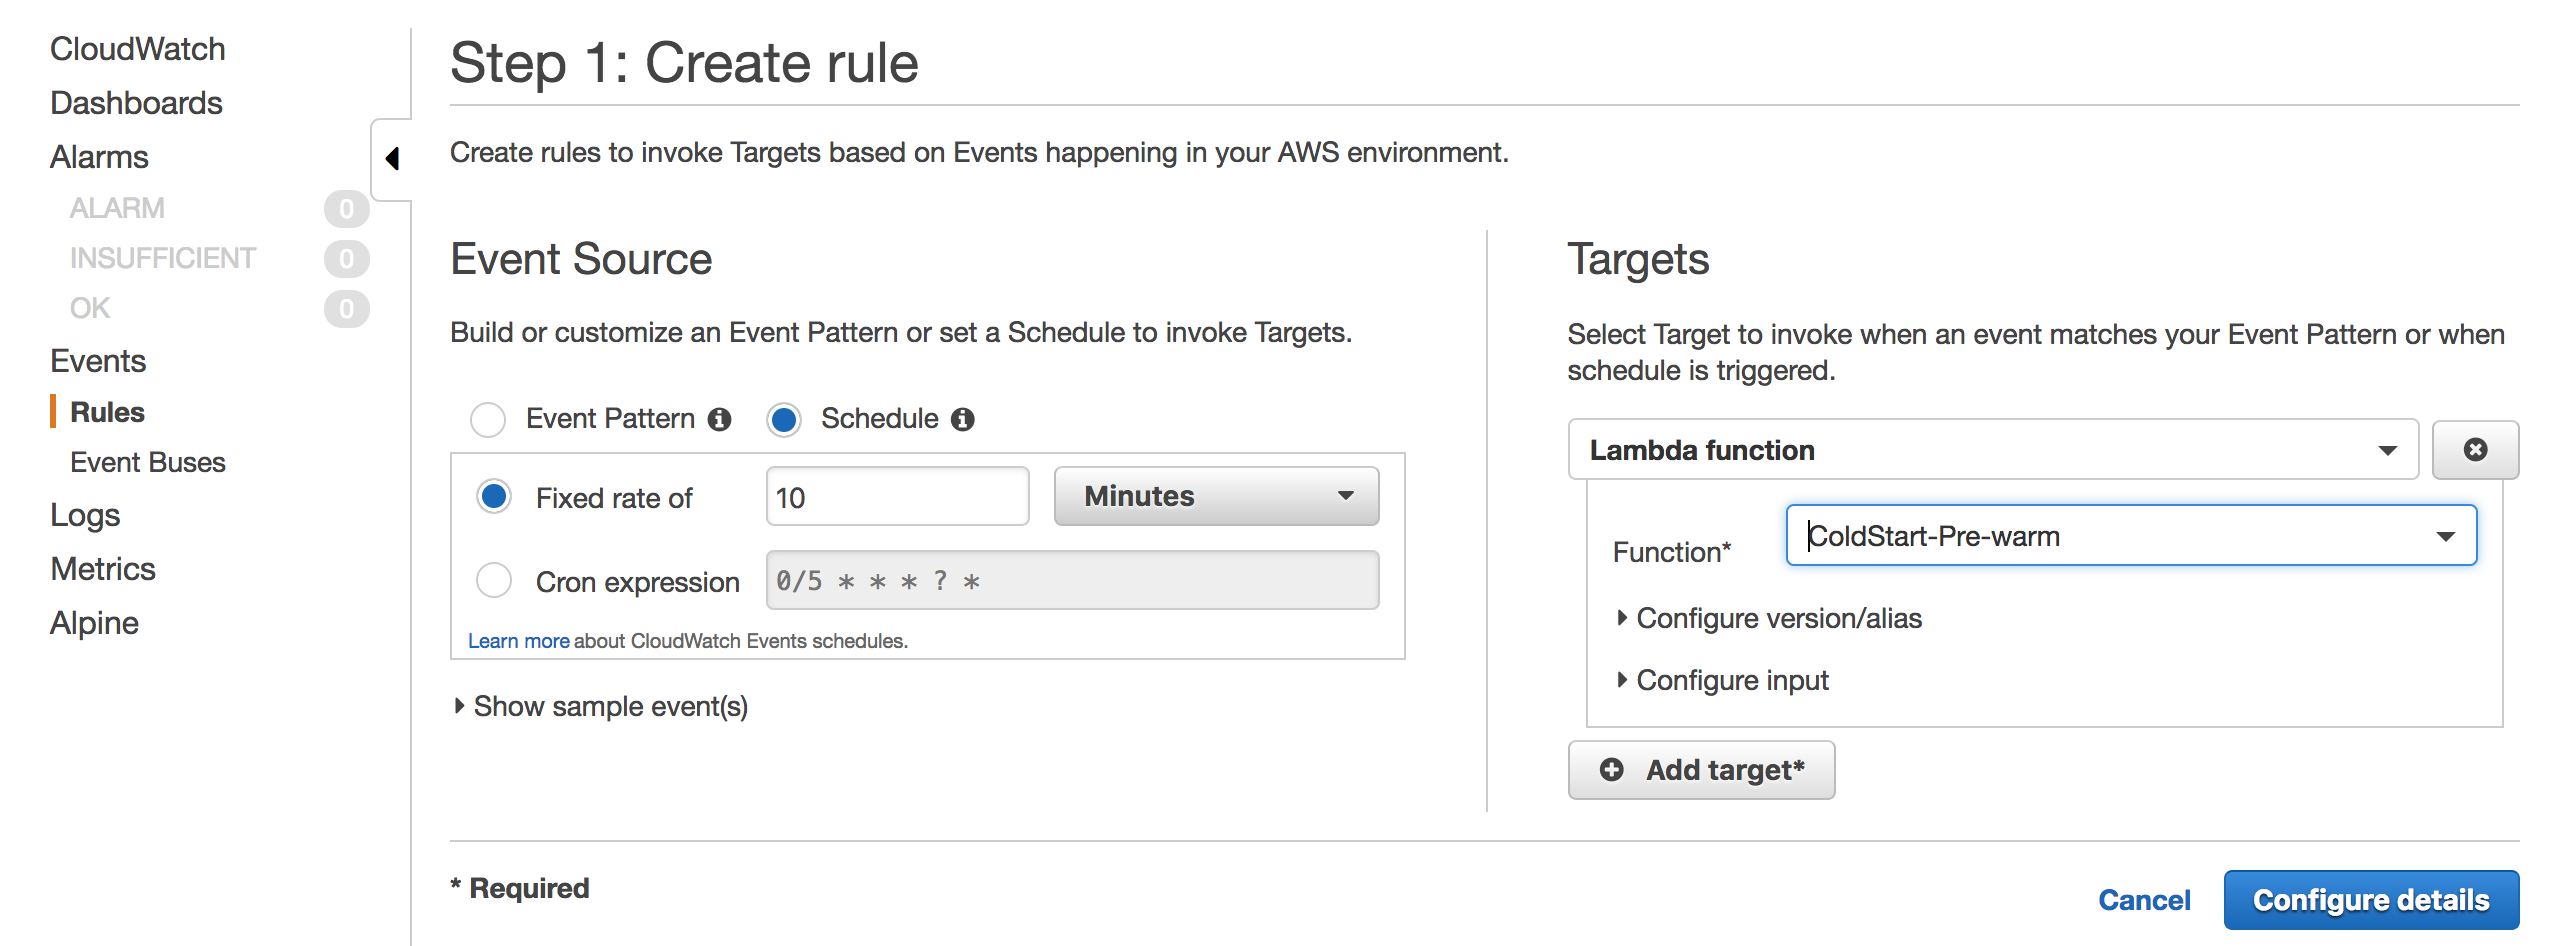 CloudWatch
Dashboards
Alarms
ALARM 0
INSUFFICIENT 0
OK 0
Events
Rules
Event Buses
Logs
Metrics
Alpine
Step 1: Create rule
Create rules to invoke Targets based on Events happening in your AWS environment.
Event Source
Build or customize an Event Pattern or set a Schedule to invoke Targets.
Event Pattern Schedule
Fixed rate of 10 Minutes
Cron expression 0/5 * * * ? *
Learn more about CloudWatch Events schedules.
Show sample event(s)
Targets
Select Target to invoke when an event matches your Event Pattern or when
schedule is triggered.
Lambda function
Function* ColdStart-Pre-warm
Configure version/alias
Configure input
Add target*
* Required
Cancel Configure details